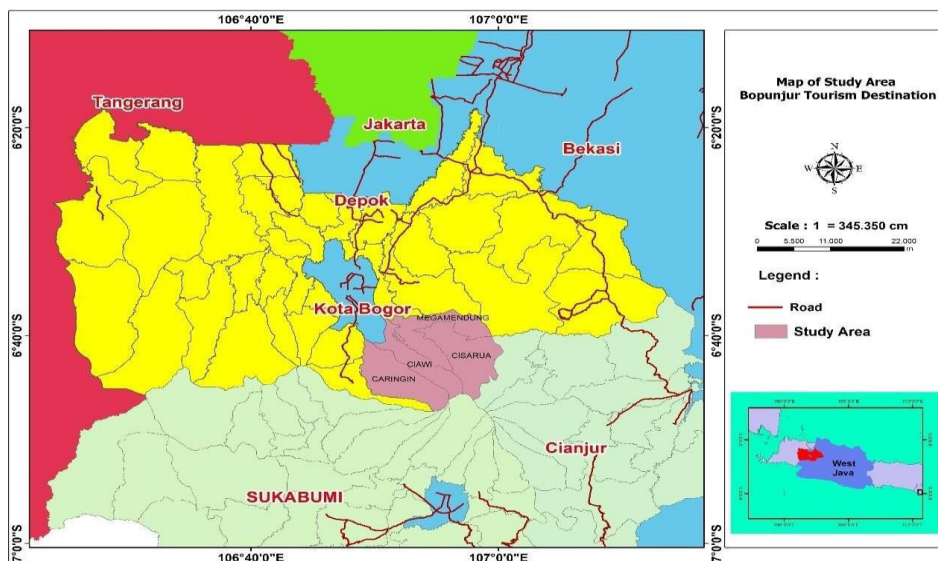 106°40'0"E
107°0'0"E
Tangerang
Jakarta
Bekasi
6°20'0"S
6°20'0"S
Depok
Kota Bogor
MEGAMENDUNG
6°40'0"S
6°40'0"S
CISARUA
CIAWI
CARINGIN
Cianjur
SUKABUMI
7°0'0"S
7°0'0"S
106°40'0"E
107°0'0"E
Map of Study Area
Bopunjur Tourism Destination
N
W E
S
Scale : 1 = 345.350 cm
0 5.500 11.000 22.000
m
Legend :
Road
Study Area
West
Java